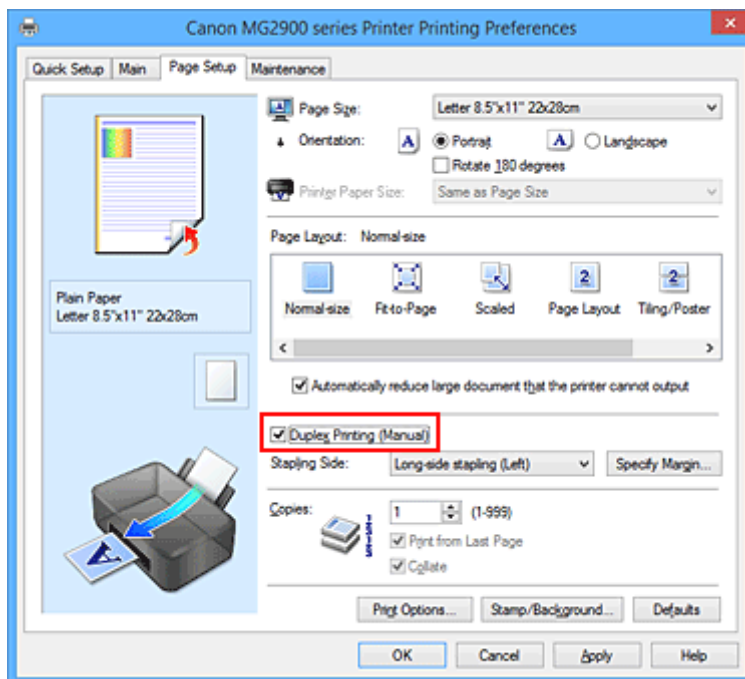 Canon MG2900 series Printer Printing Preferences
Quick Setup Main Page Setup Maintenance
Page Size: Letter 8.5"x11" 22x28cm
Orientation: A Portrait A Landscape
Rotate 180 degrees
Printer Paper Size: Same as Page Size
Page Layout: Normal-size
2 2
Normal-size Fit-to-Page Scaled Page Layout Tiling/Poster
Plain Paper
Letter 8.5"x11" 22x28cm
Automatically reduce large document that the printer cannot output
Duplex Printing (Manual)
Stapling Side: Long-side stapling (Left) Specify Margin...
Copies: 1 (1-999)
Print from Last Page
Collate
A
Print Options... Stamp/Background... Defaults
OK Cancel Apply Help